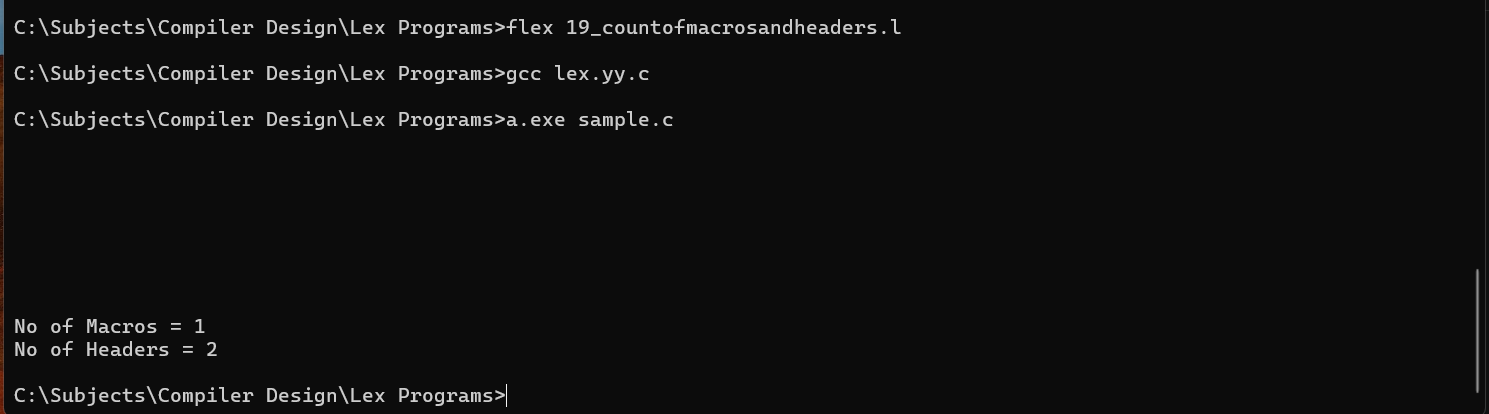 C:\Subjects\Compiler Design\Lex Programs>flex 19_countofmacrosandheaders.l
C:\Subjects\Compiler Design\Lex Programs>gcc lex.yy.c
C:\Subjects\Compiler Design\Lex Programs>a.exe sample.c
No of Macros = 1
No of Headers = 2
C:\Subjects\Compiler Design\Lex Programs>